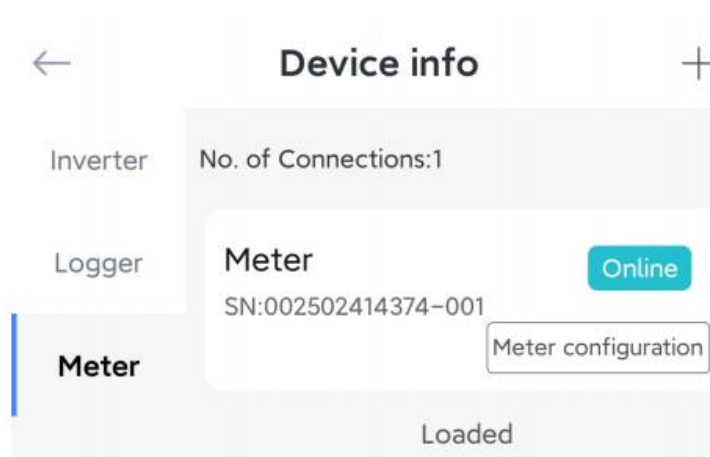 Device info
Inverter
No. of Connections:1
Logger
Meter
Online
SN:002502414374-001
Meter configuration
Meter
Loaded